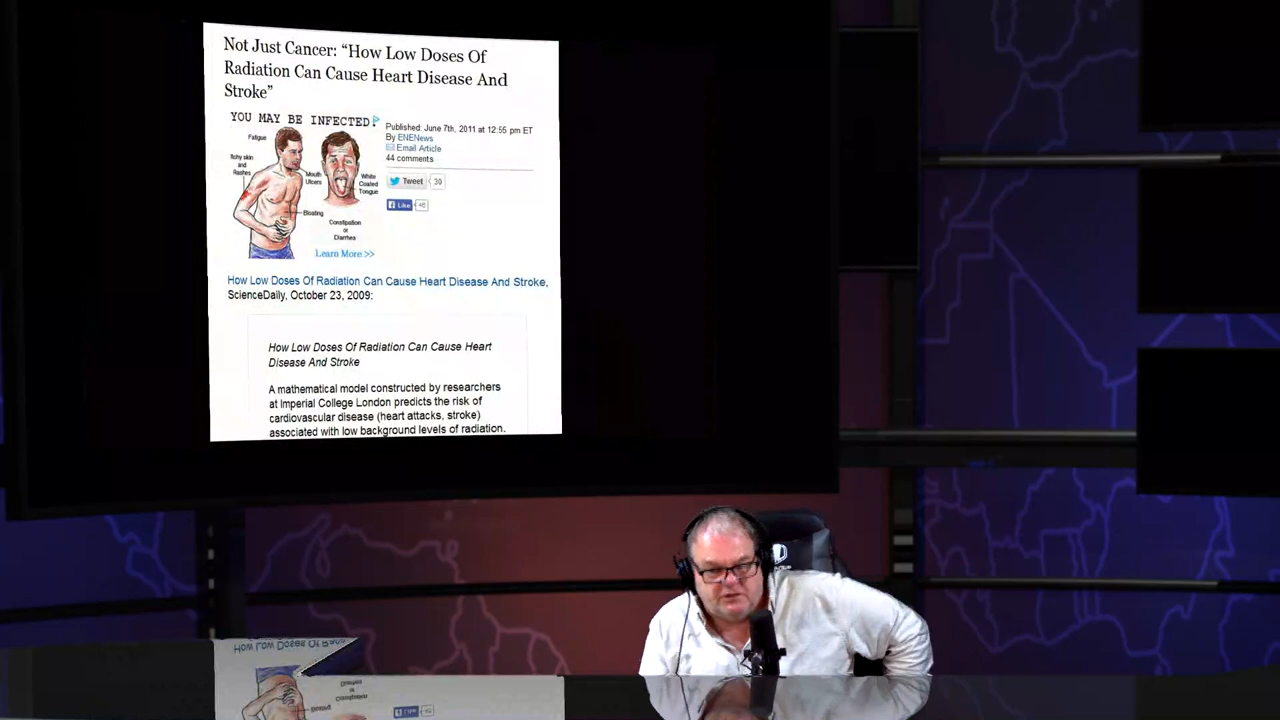 Not Just Cancer: “How Low Doses Of
Radiation Can Cause Heart Disease And
Stroke”
YOU MAY BE INFECTED!
Fatigue
Itchy skin
and
Rashes
Mouth
Ulcers
White
Coated
Tongue
Bloating
Constipation
or
Diarrhea
Learn More >>
Published: June 7th, 2011 at 12:55 pm ET
By ENENews
Email Article
44 comments
Tweet 30
Like
How Low Doses Of Radiation Can Cause Heart Disease And Stroke,
ScienceDaily, October 23, 2009:
How Low Doses Of Radiation Can Cause Heart
Disease And Stroke
A mathematical model constructed by researchers
at Imperial College London predicts the risk of
cardiovascular disease (heart attacks, stroke)
associated with low background levels of radiation.